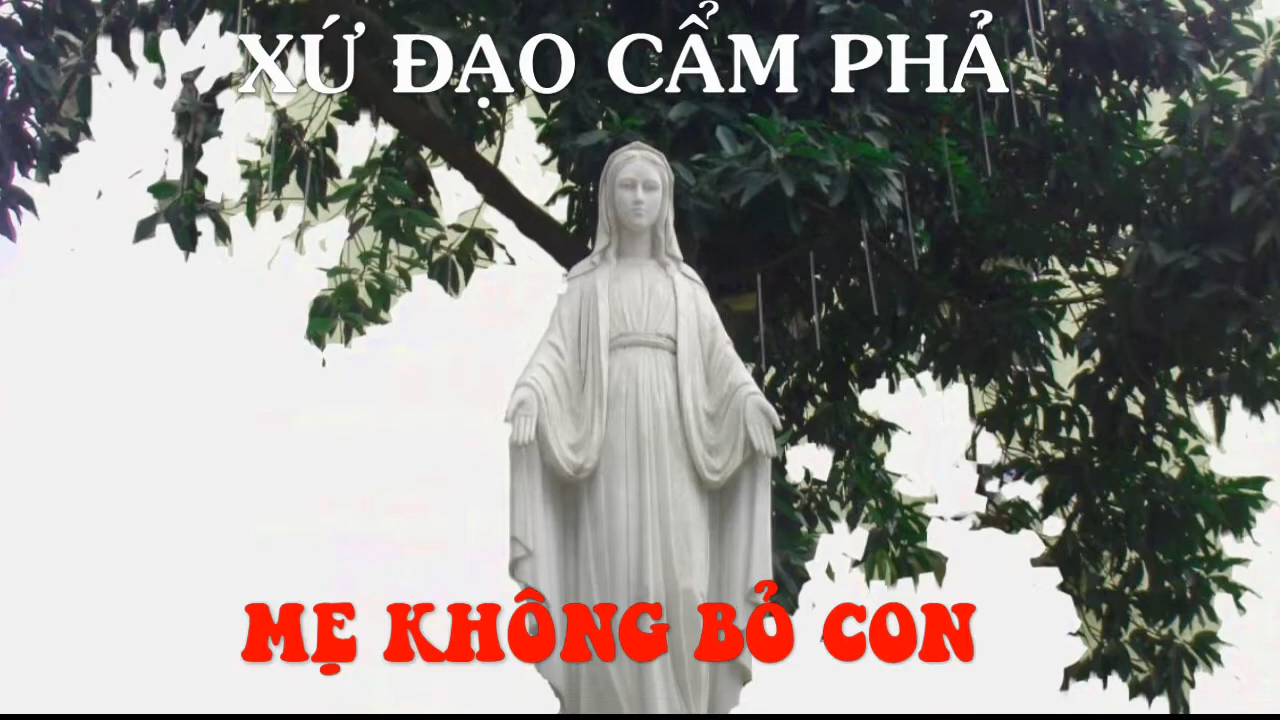 XỨ ĐẠO CẨM PHẢ
MẸ KHÔNG BỎ CON